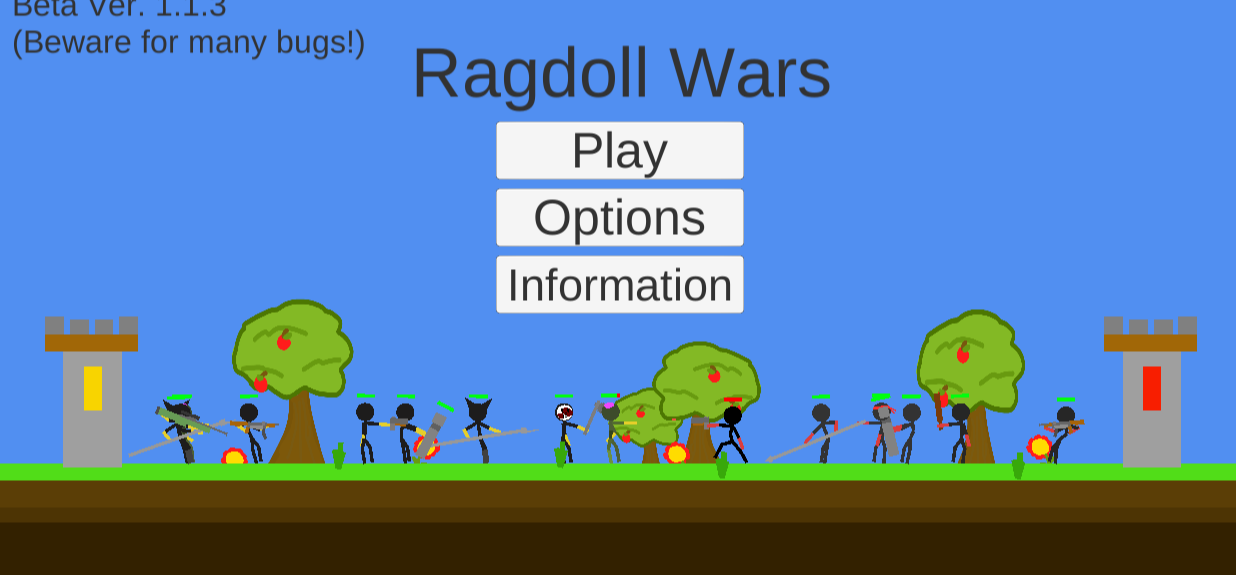 Beta Ver: 1.1.3
(Beware for many bugs!)
Ragdoll Wars
Play
Options
Information